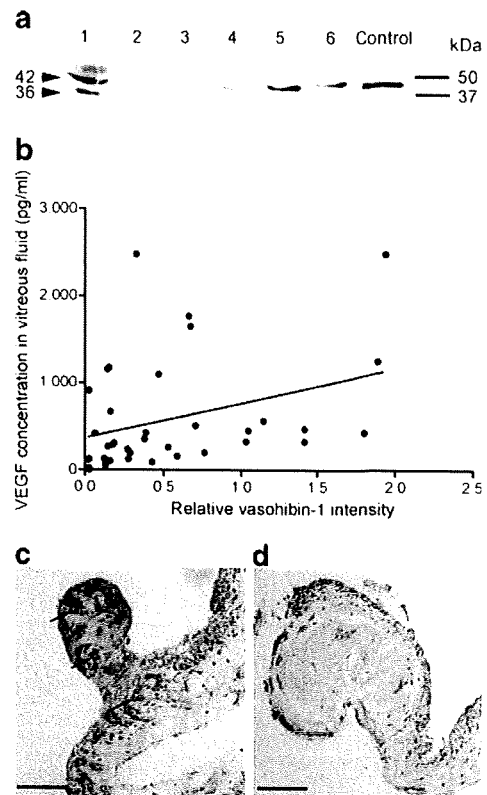 a
1 2 3 4 5 6 Control kDa
42 50
36 37
b
VEGF concentration in vitreous fluid (pg/ml)
3 000
2 000
1 000
0
0 0 0 5 1 0 1 5 2 0 2 5
Relative vasohibin-1 intensity
c d